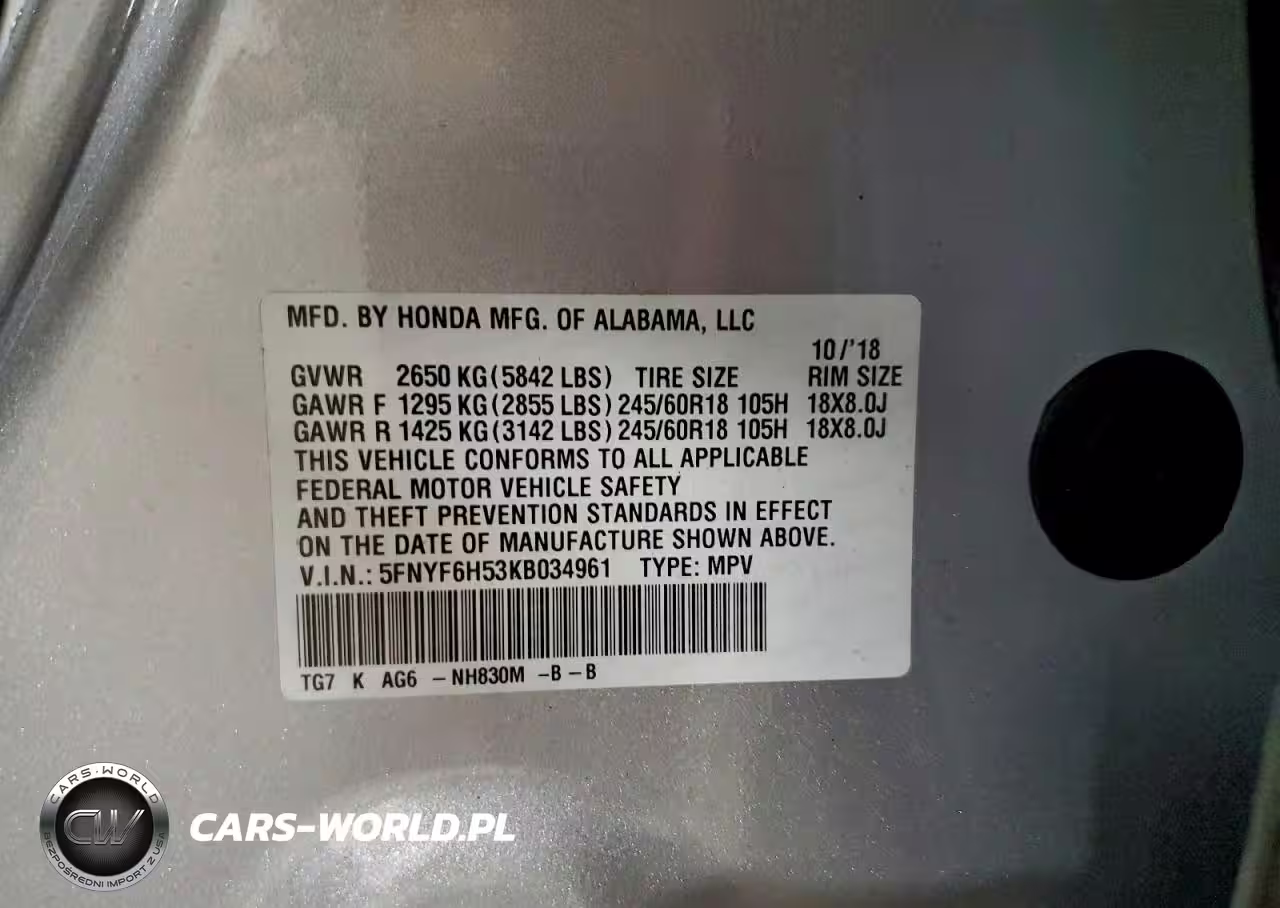 MFD. BY HONDA MFG. OF ALABAMA, LLC
10/'18
GVWR 2650 KG(5842 LBS) TIRE SIZE RIM SIZE
GAWR F 1295 KG(2855 LBS) 245/60R18 105H 18X8.0J
GAWR R 1425 KG(3142 LBS) 245/60R18 105H 18X8.0J
THIS VEHICLE CONFORMS TO ALL APPLICABLE
FEDERAL MOTOR VEHICLE SAFETY
AND THEFT PREVENTION STANDARDS IN EFFECT
ON THE DATE OF MANUFACTURE SHOWN ABOVE.
V.I.N.: 5FNYF6H53KB034961 TYPE: MPV
TG7 K AG6 -NH830M -B-B
CARS-WORLD
CW
BEZPOŚREDNI IMPORT Z USA
CARS-WORLD.PL